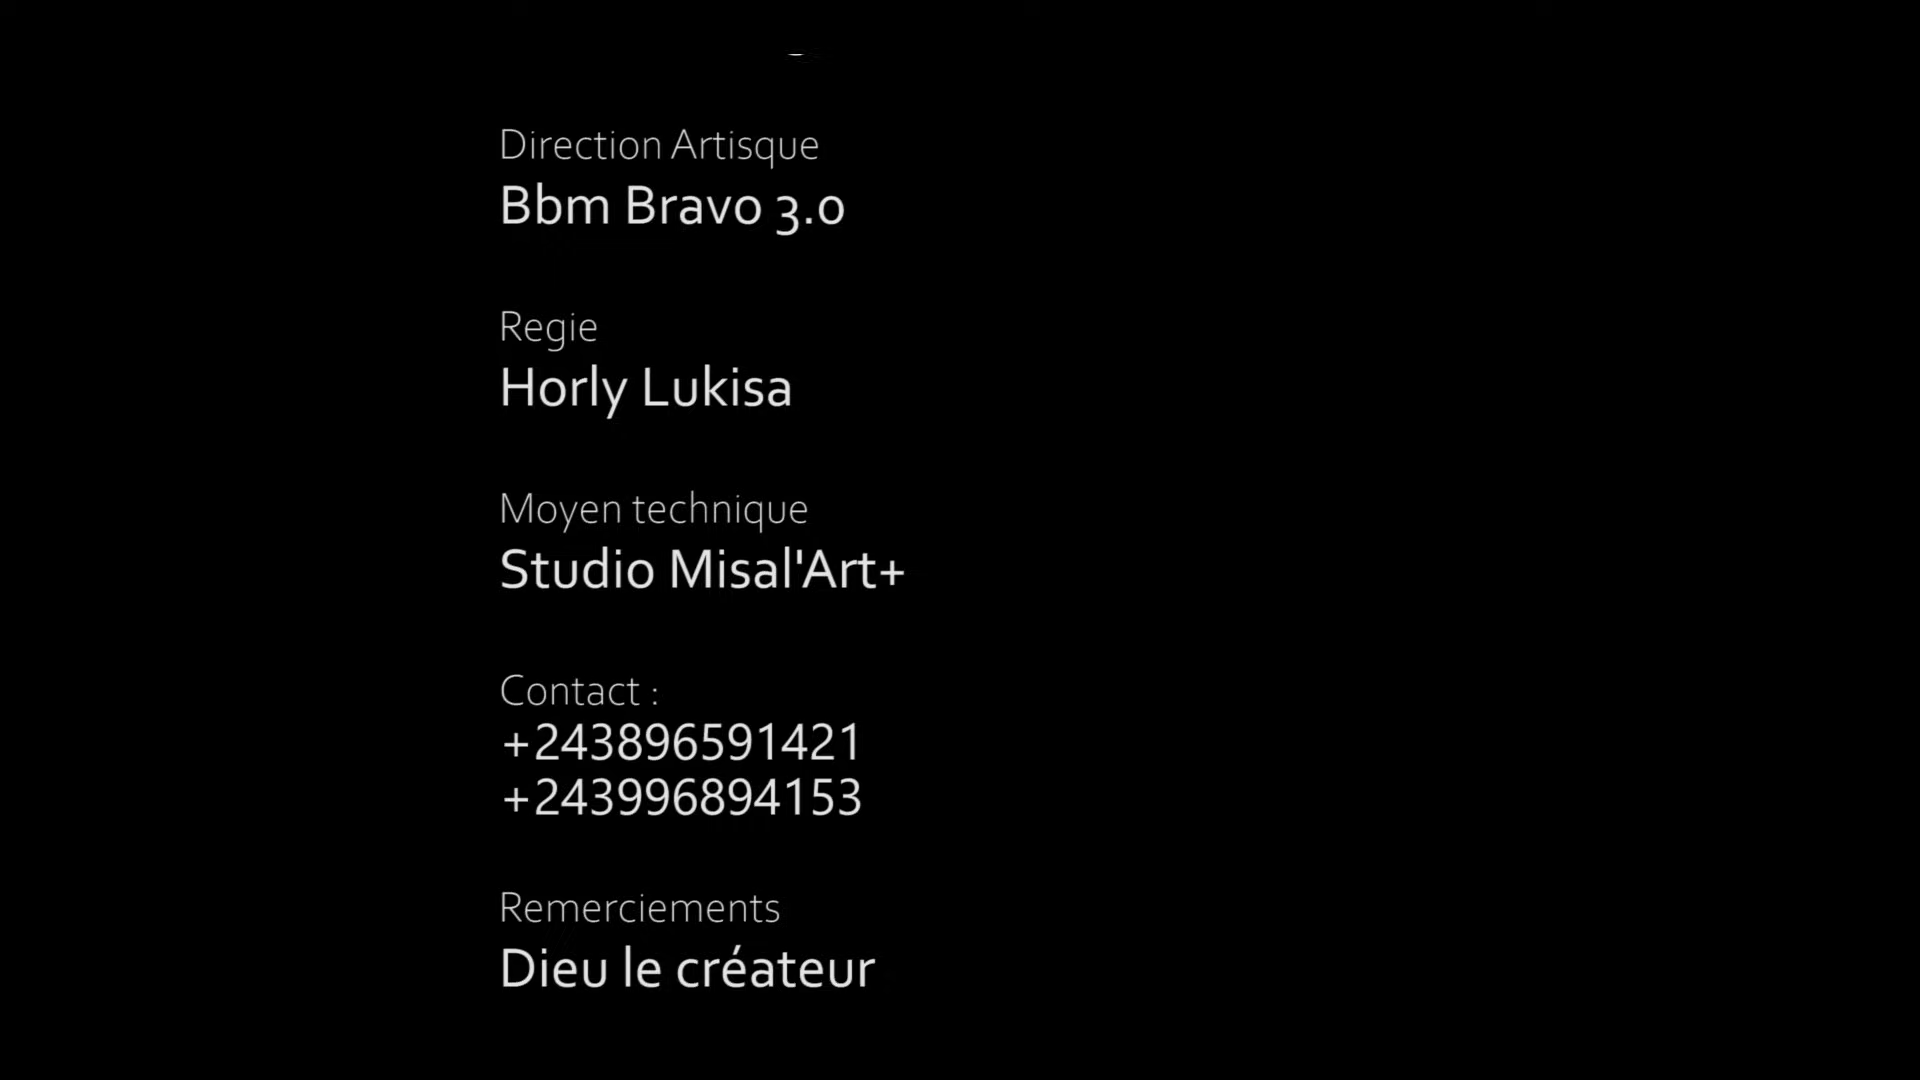 Direction Artisque
Bbm Bravo 3.0
Regie
Horly Lukisa
Moyen technique
Studio Misal'Art+
Contact :
+243896591421
+243996894153
Remerciements
Dieu le créateur